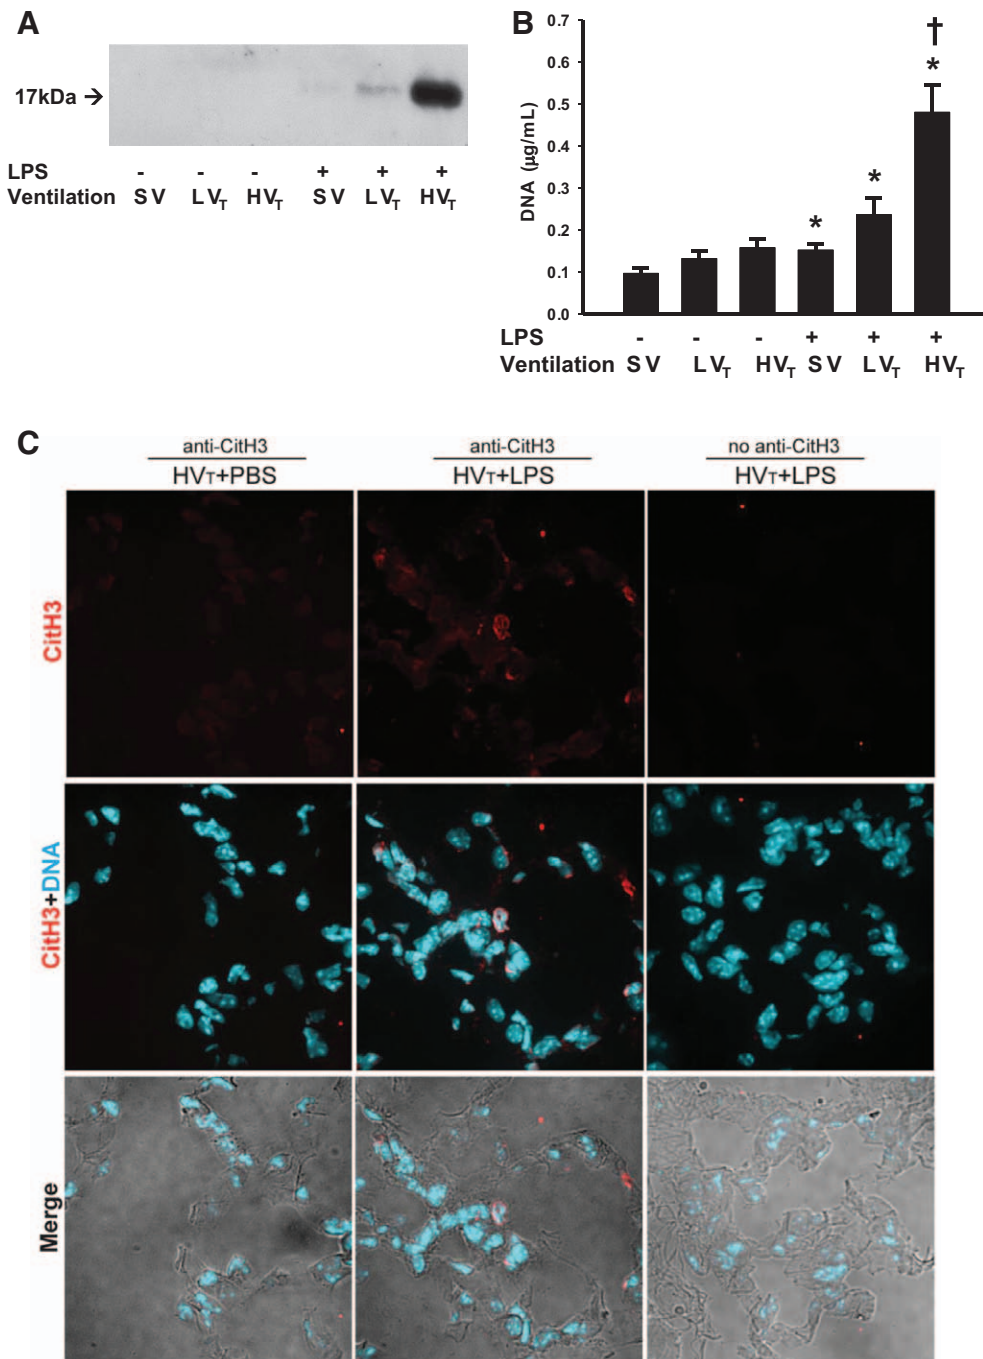 A
17kDa →
LPS - - - + + +
Ventilation SV LVT HVT SV LVT HVT
B
DNA (µg/mL)
0.7
0.6
0.5
0.4
0.3
0.2
0.1
0.0
* * * †
LPS - - - + + +
Ventilation SV LVT HVT SV LVT HVT
C
anti-CitH3 anti-CitH3 no anti-CitH3
HVT+PBS HVT+LPS HVT+LPS
CitH3
CitH3+DNA
Merge